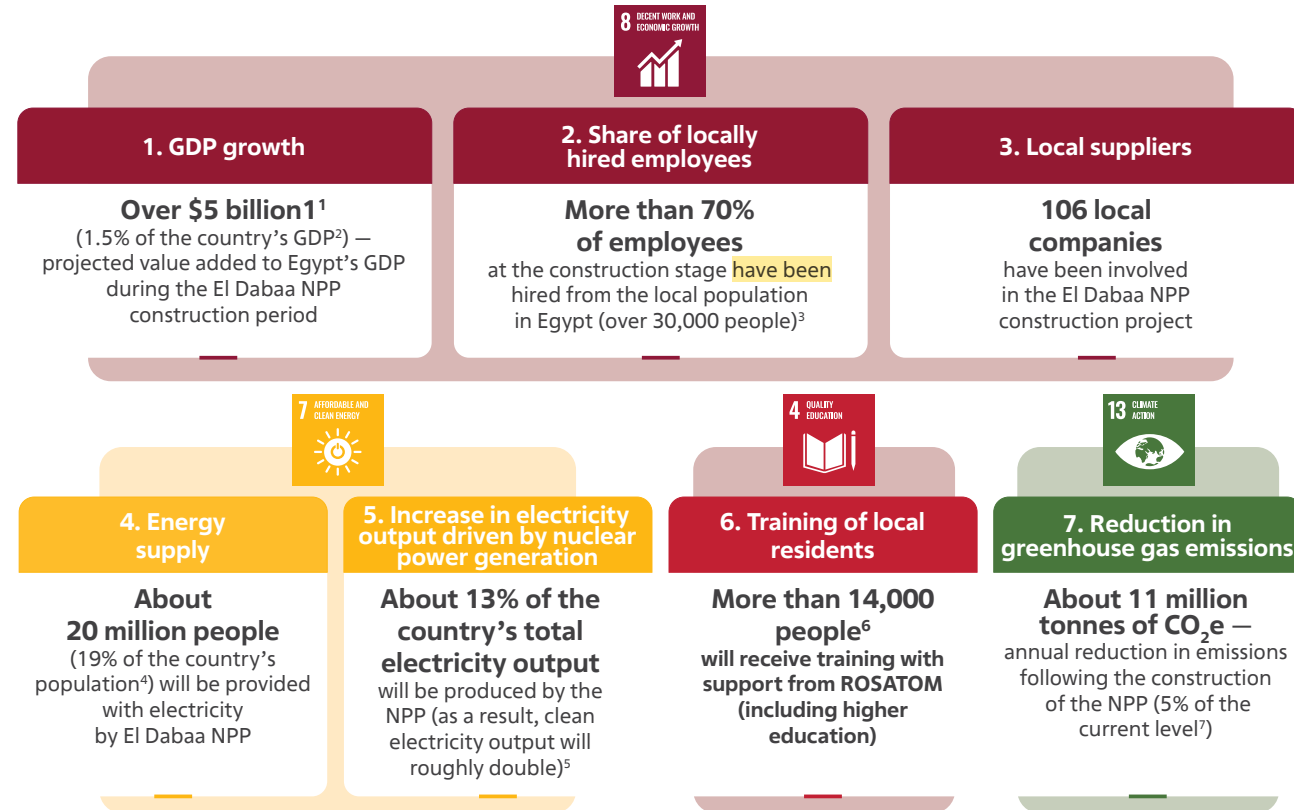 8 DECENT WORK AND
ECONOMIC GROWTH
1. GDP growth
Over $5 billion1¹
(1.5% of the country’s GDP²) —
projected value added to Egypt’s GDP
during the El Dabaa NPP
construction period
2. Share of locally
hired employees
More than 70%
of employees
at the construction stage have been
hired from the local population
in Egypt (over 30,000 people)³
3. Local suppliers
106 local
companies
have been involved
in the El Dabaa NPP
construction project
7 AFFORDABLE AND
CLEAN ENERGY
4. Energy
supply
About
20 million people
(19% of the country’s
population⁴) will be provided
with electricity
by El Dabaa NPP
5. Increase in electricity
output driven by nuclear
power generation
About 13% of the
country’s total
electricity output
will be produced by the
NPP (as a result, clean
electricity output will
roughly double)⁵
4 QUALITY
EDUCATION
6. Training of local
residents
More than 14,000
people⁶
will receive training with
support from ROSATOM
(including higher
education)
13 CLIMATE
ACTION
7. Reduction in
greenhouse gas emissions
About 11 million
tonnes of CO₂e —
annual reduction in emissions
following the construction
of the NPP (5% of the
current level⁷)